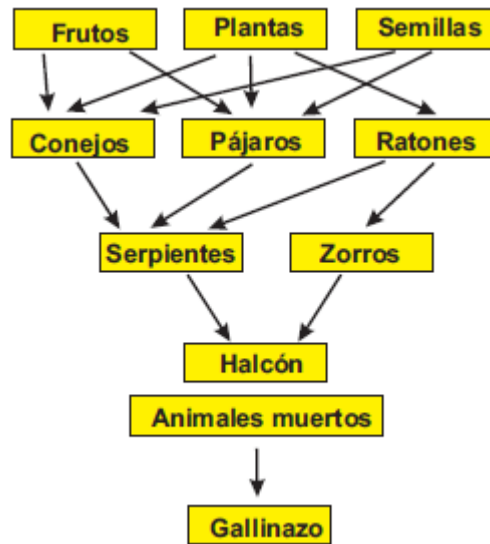 Frutos
Plantas
Semillas
Conejos
Pájaros
Ratones
Serpientes
Zorros
Halcón
Animales muertos
Gallinazo